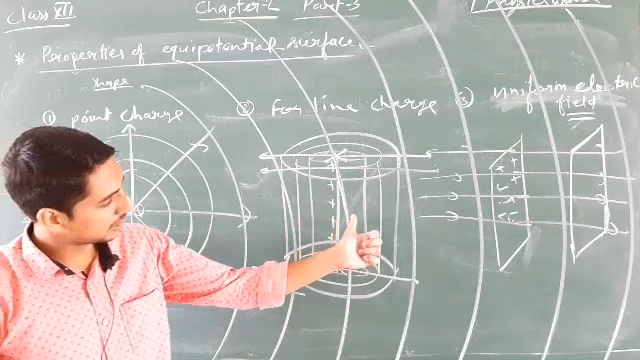 Class XII
Chapter-2 Part-3
* Properties of equipotential surface :-
shape
① point charge
② For line charge
③ uniform electric
field